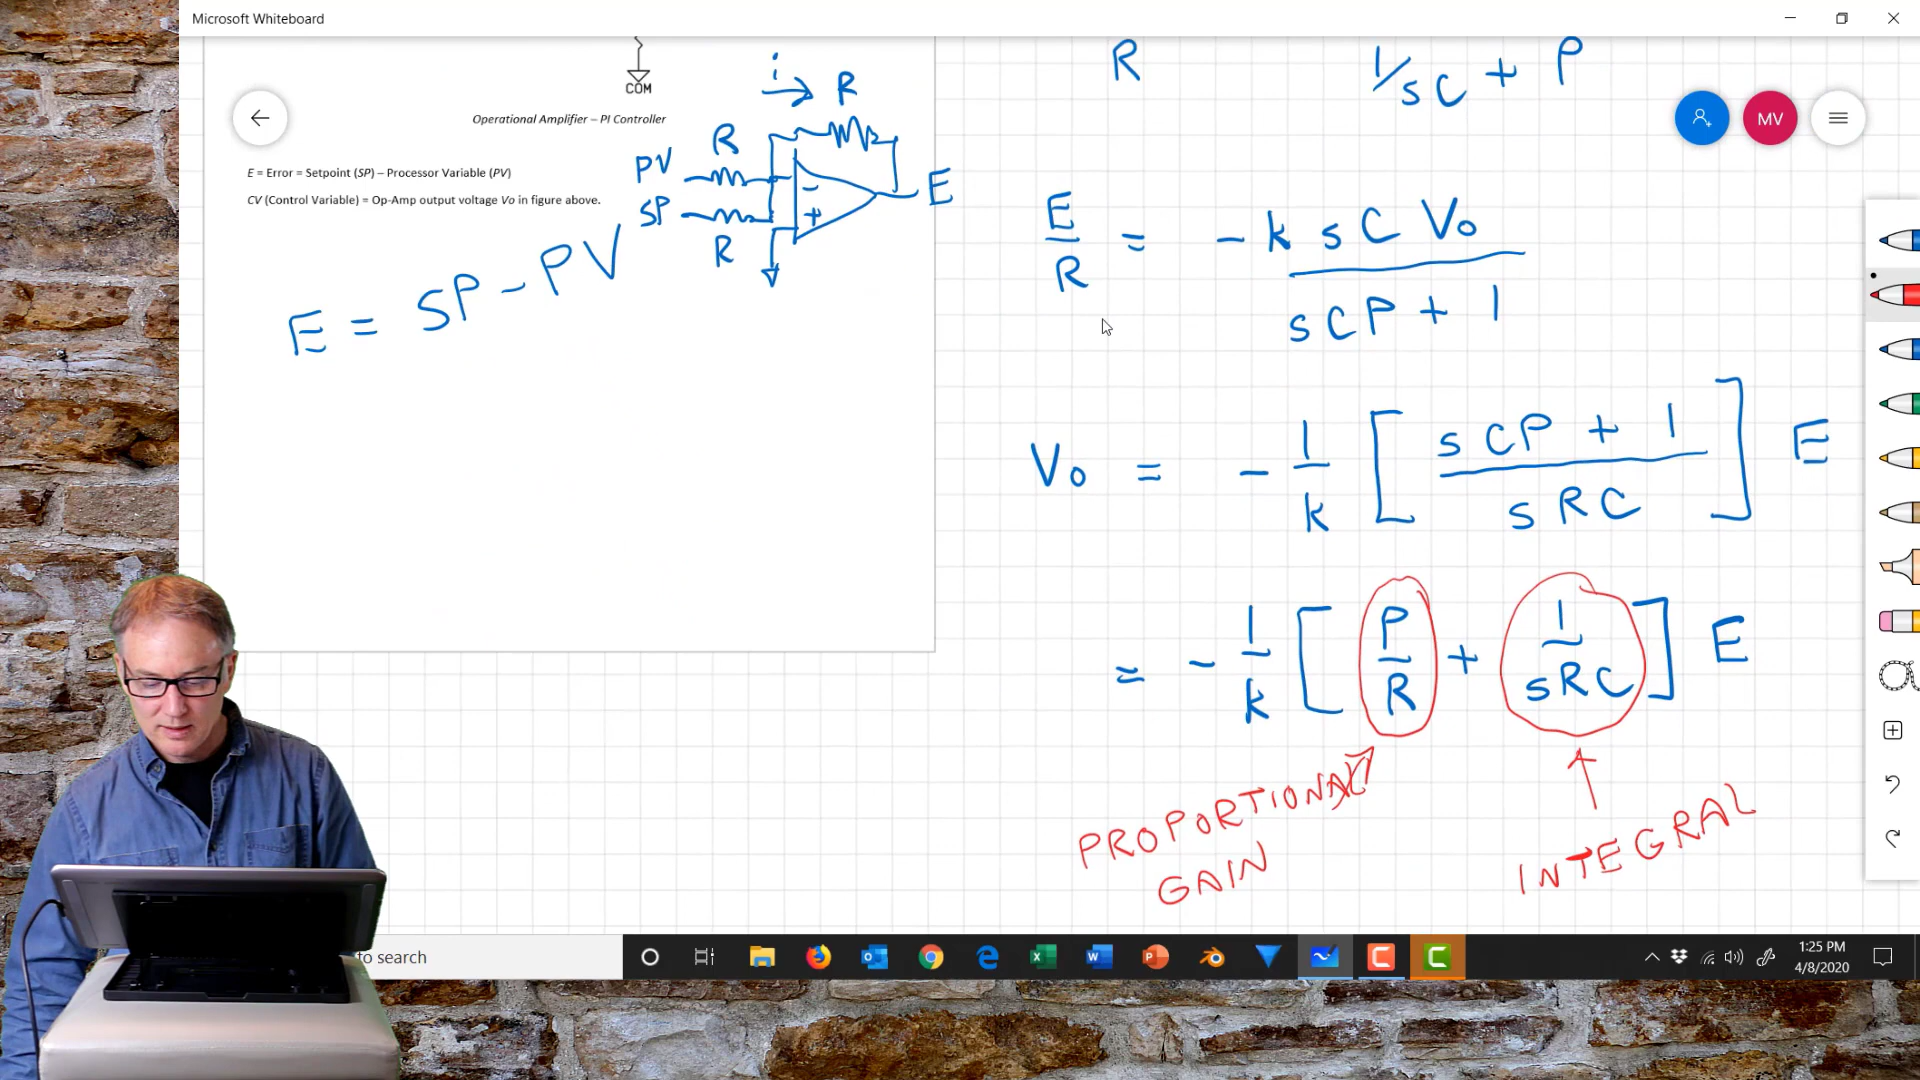 Microsoft Whiteboard
COM
Operational Amplifier – PI Controller
E = Error = Setpoint (SP) – Processor Variable (PV)
CV (Control Variable) = Op-Amp output voltage Vo in figure above.
i
R
R
PV
-
E
SP
+
R
E = SP - PV
R
1/sC + P
MV
E/R = - k sCVo / sCP + 1
Vo = - 1/k [ sCP + 1 / sRC ] E
= - 1/k [ P/R + 1/sRC ] E
PROPORTIONAL
GAIN
INTEGRAL
to search
1:25 PM
4/8/2020